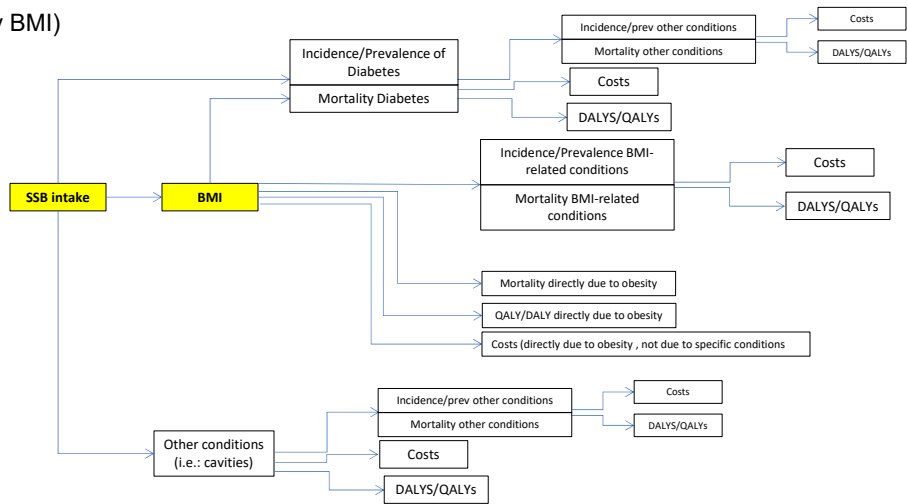 BMI)
Incidence/prev other conditions
Mortality other conditions
Costs
DALYS/QALYs
Incidence/Prevalence of
Diabetes
Mortality Diabetes
Costs
DALYS/QALYs
Incidence/Prevalence BMI-
related conditions
Mortality BMI-related
conditions
Costs
DALYS/QALYs
SSB intake
BMI
Mortality directly due to obesity
QALY/DALY directly due to obesity
Costs (directly due to obesity , not due to specific conditions
Other conditions
(i.e.: cavities)
Incidence/prev other conditions
Mortality other conditions
Costs
DALYS/QALYs
Costs
DALYS/QALYs